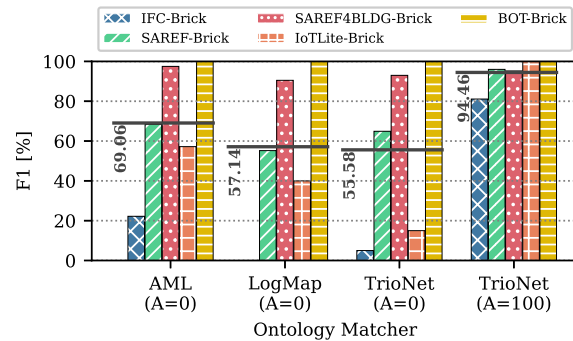 IFC-Brick SAREF4BLDG-Brick BOT-Brick
SAREF-Brick IoTLite-Brick
100
80
60
40
20
0
F1 [%]
69.06
57.14
55.58
94.46
AML LogMap TrioNet TrioNet
(A=0) (A=0) (A=0) (A=100)
Ontology Matcher